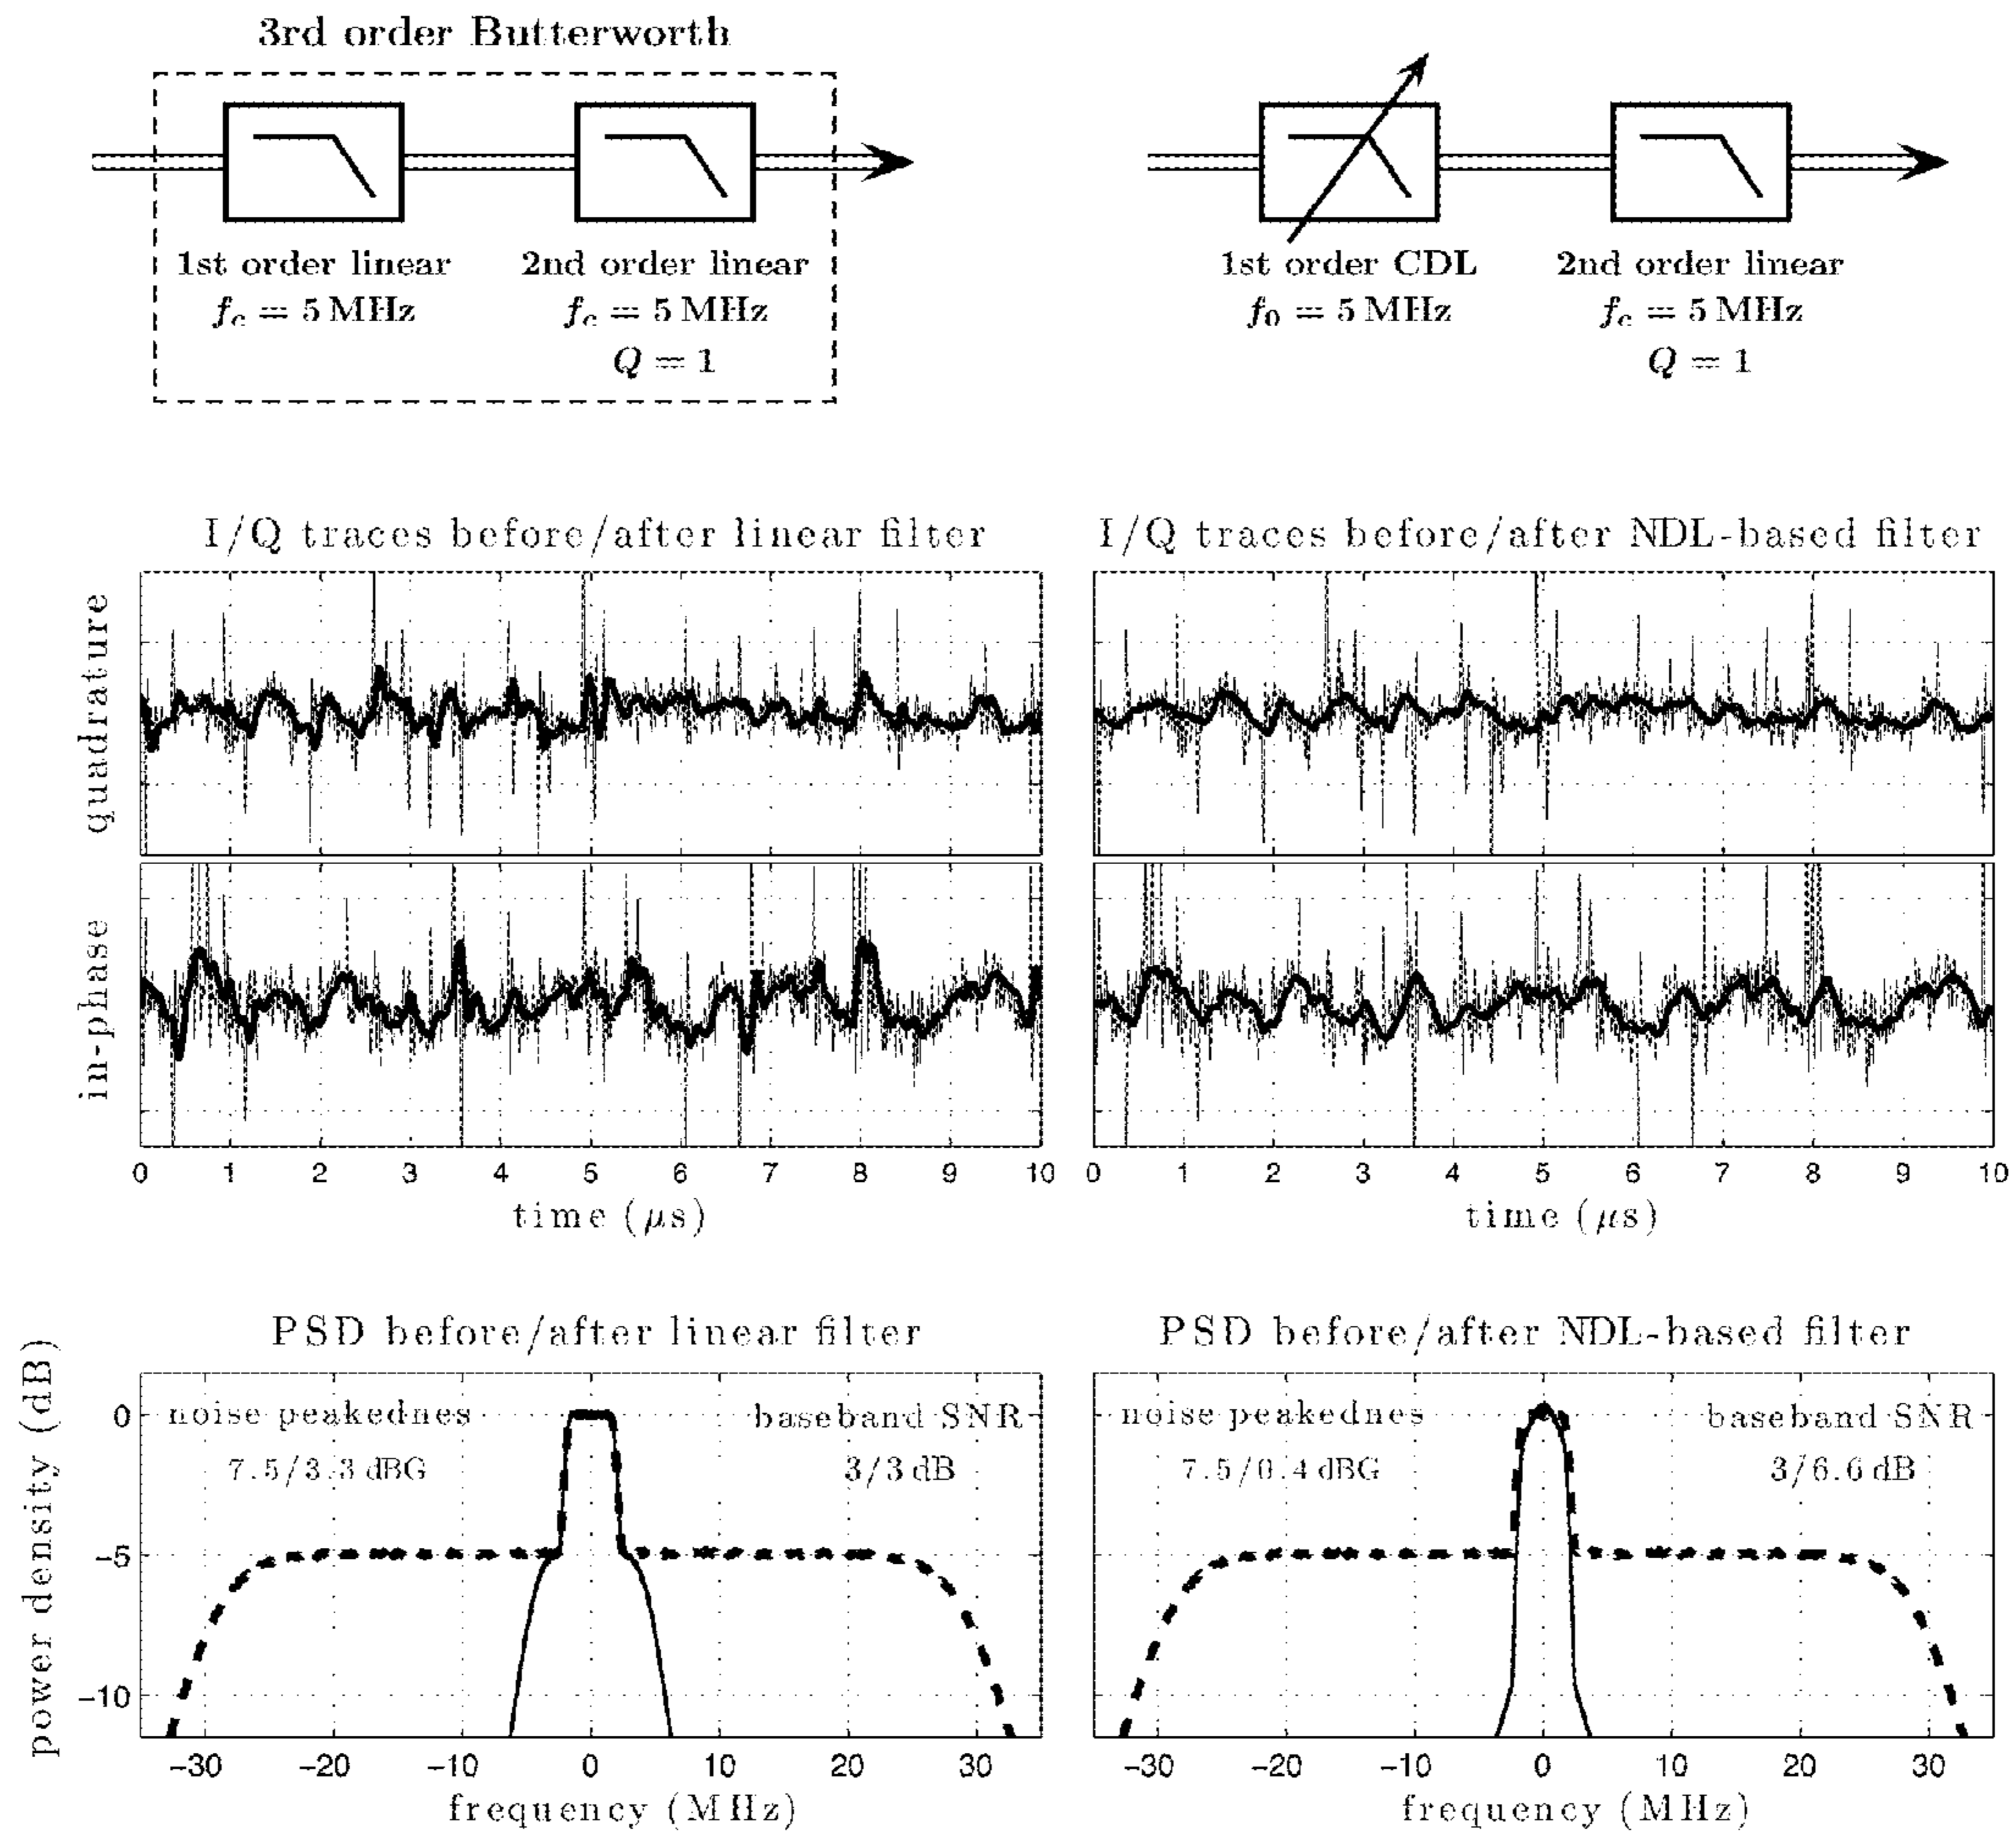 3rd order Butterworth
1st order linear
f_c = 5 MHz
2nd order linear
f_c = 5 MHz
Q = 1
1st order CDL
f_0 = 5 MHz
2nd order linear
f_c = 5 MHz
Q = 1
I/Q traces before/after linear filter
I/Q traces before/after NDL-based filter
quadrature
in-phase
0 1 2 3 4 5 6 7 8 9 10
time (μs)
0 1 2 3 4 5 6 7 8 9 10
time (μs)
PSD before/after linear filter
PSD before/after NDL-based filter
power density (dB)
0
-5
-10
noise peakednes
7.5/3.3 dBG
baseband SNR
3/3 dB
noise peakednes
7.5/0.4 dBG
baseband SNR
3/6.6 dB
-30 -20 -10 0 10 20 30
frequency (MHz)
-30 -20 -10 0 10 20 30
frequency (MHz)